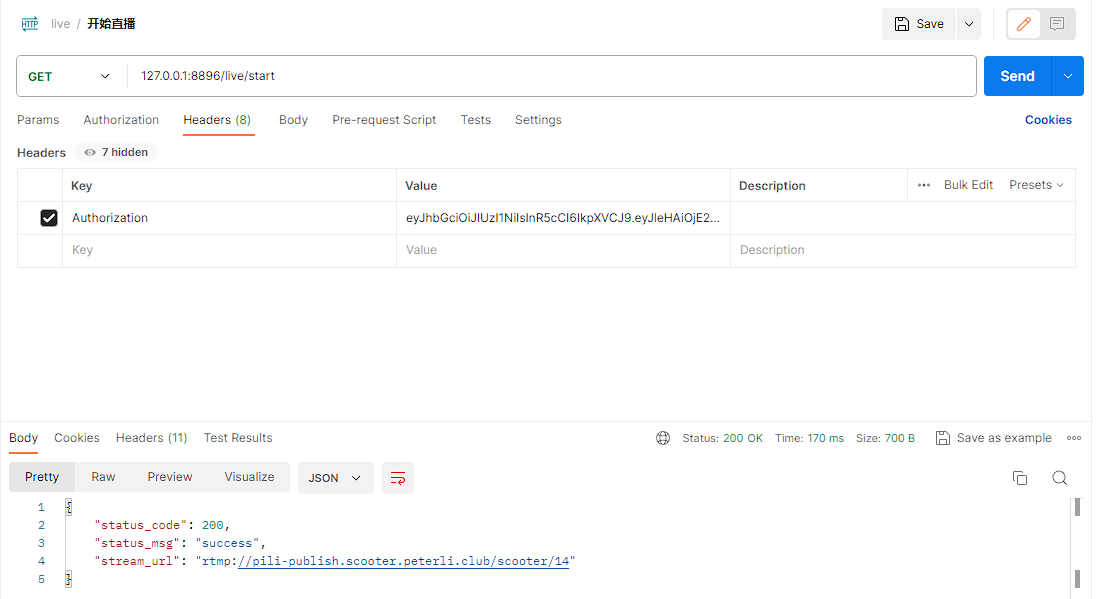 HTTP live / 开始直播 Save
GET 127.0.0.1:8896/live/start Send
Params Authorization Headers (8) Body Pre-request Script Tests Settings Cookies
Headers 7 hidden
Key Value Description ••• Bulk Edit Presets
Authorization eyJhbGciOiJIUzI1NiIsInR5cCI6IkpXVCJ9.eyJleHAiOjE2...
Key Value Description
Body Cookies Headers (11) Test Results Status: 200 OK Time: 170 ms Size: 700 B Save as example
Pretty Raw Preview Visualize JSON
1 {
2 "status_code": 200,
3 "status_msg": "success",
4 "stream_url": "rtmp://pili-publish.scooter.peterli.club/scooter/14"
5 }